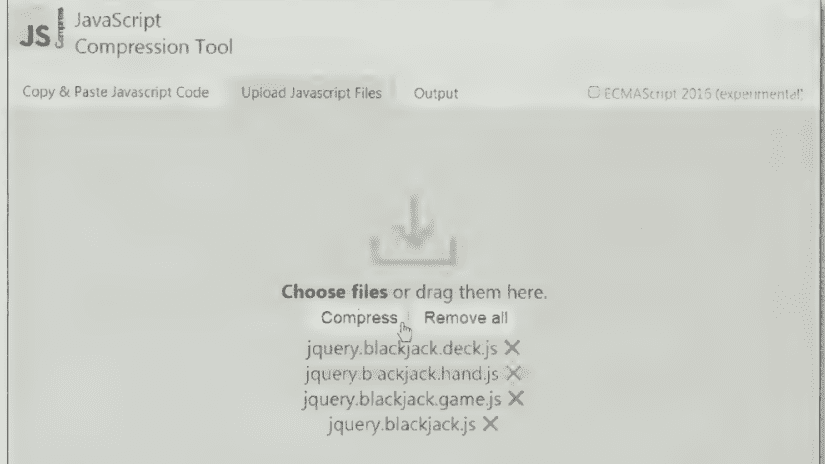 JS Compress
JavaScript
Compression Tool
Copy & Paste Javascript Code
Upload Javascript Files
Output
ECMAScript 2016 (experimental)
Choose files or drag them here.
Compress
Remove all
jquery.blackjack.deck.js
jquery.b ackjack.hand.js
jquery.blackjack.game.js
jquery.blackjack.js